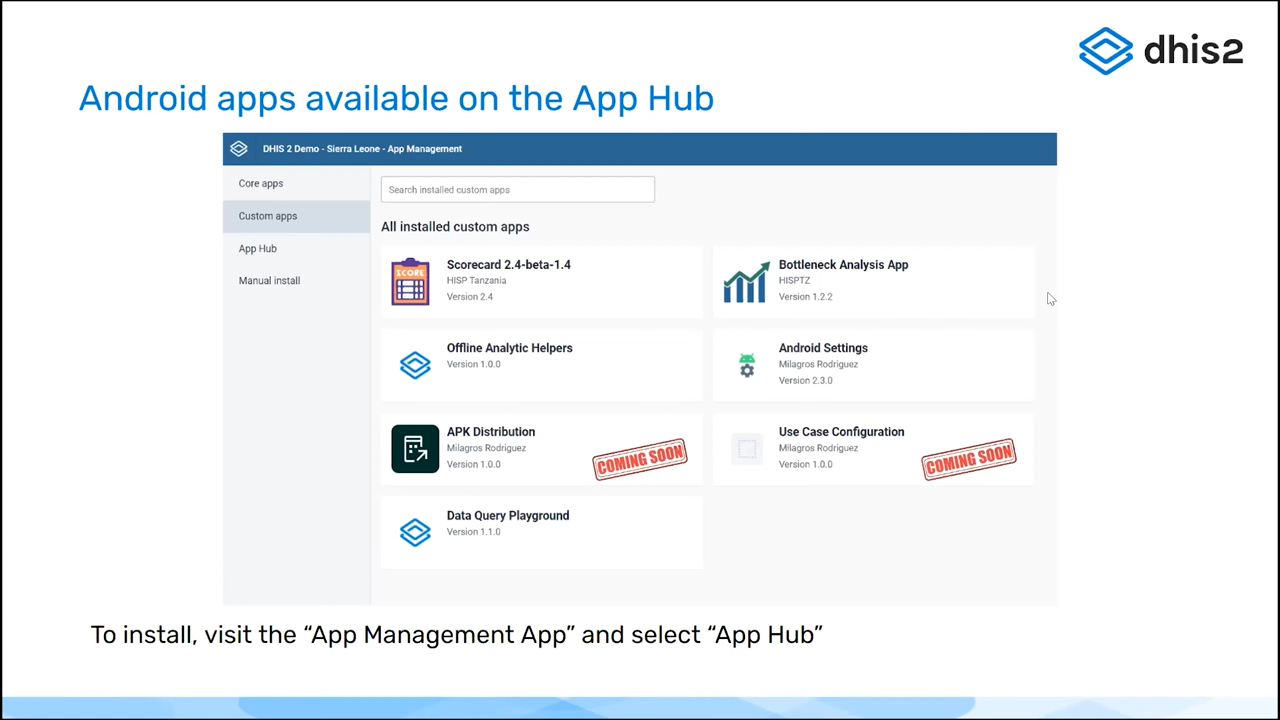 dhis2
Android apps available on the App Hub
DHIS 2 Demo - Sierra Leone - App Management
Core apps
Custom apps
App Hub
Manual install
Search installed custom apps
All installed custom apps
SCORE
Scorecard 2.4-beta-1.4
HISP Tanzania
Version 2.4
Bottleneck Analysis App
HISPTZ
Version 1.2.2
Offline Analytic Helpers
Version 1.0.0
Android Settings
Milagros Rodriguez
Version 2.3.0
APK Distribution
Milagros Rodriguez
Version 1.0.0
COMING SOON
Use Case Configuration
Milagros Rodriguez
Version 1.0.0
COMING SOON
Data Query Playground
Version 1.1.0
To install, visit the “App Management App” and select “App Hub”